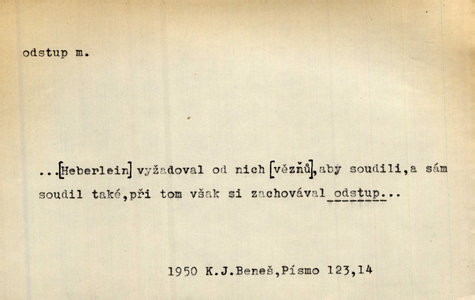 odstup m.
...[Heberlein] vyžadoval od nich [vězňů],aby soudili,a sám
soudil také,při tom však si zachovával odstup...
1950 K.J.Beneš,Písmo 123,14